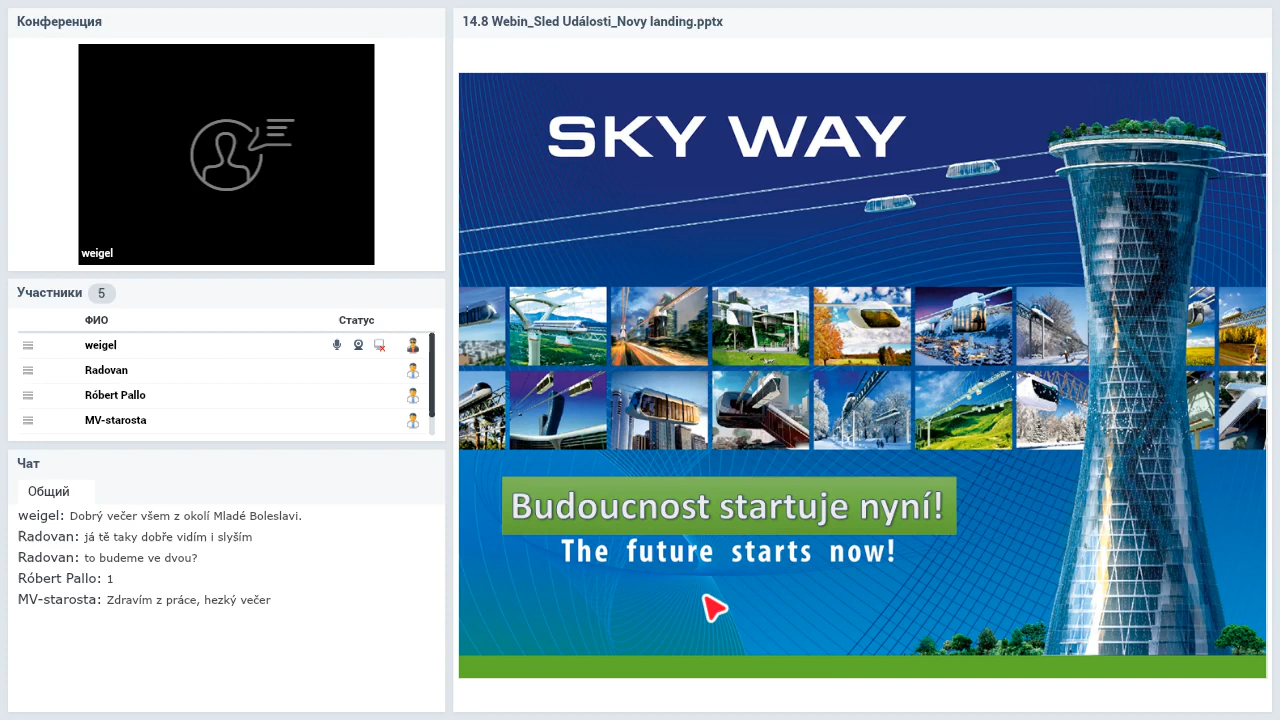 Конференция
weigel
Участники 5
ФИО Статус
weigel
Radovan
Róbert Pallo
MV-starosta
Чат
Общий
weigel: Dobrý večer všem z okolí Mladé Boleslavi.
Radovan: já tě taky dobře vidím i slyším
Radovan: to budeme ve dvou?
Róbert Pallo: 1
MV-starosta: Zdravím z práce, hezký večer
14.8 Webin_Sled Události_Novy landing.pptx
SKY WAY
Budoucnost startuje nyní!
The future starts now!